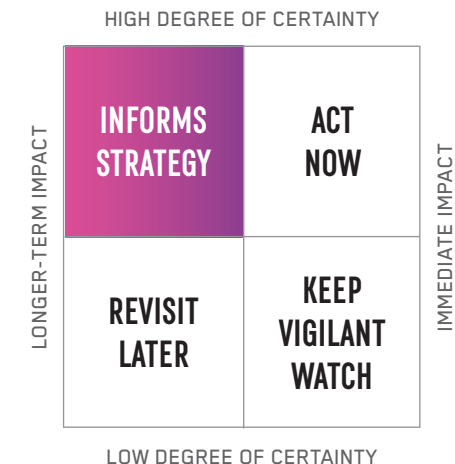 HIGH DEGREE OF CERTAINTY
LONGER-TERM IMPACT
INFORMS
STRATEGY
ACT
NOW
IMMEDIATE IMPACT
REVISIT
LATER
KEEP
VIGILANT
WATCH
LOW DEGREE OF CERTAINTY